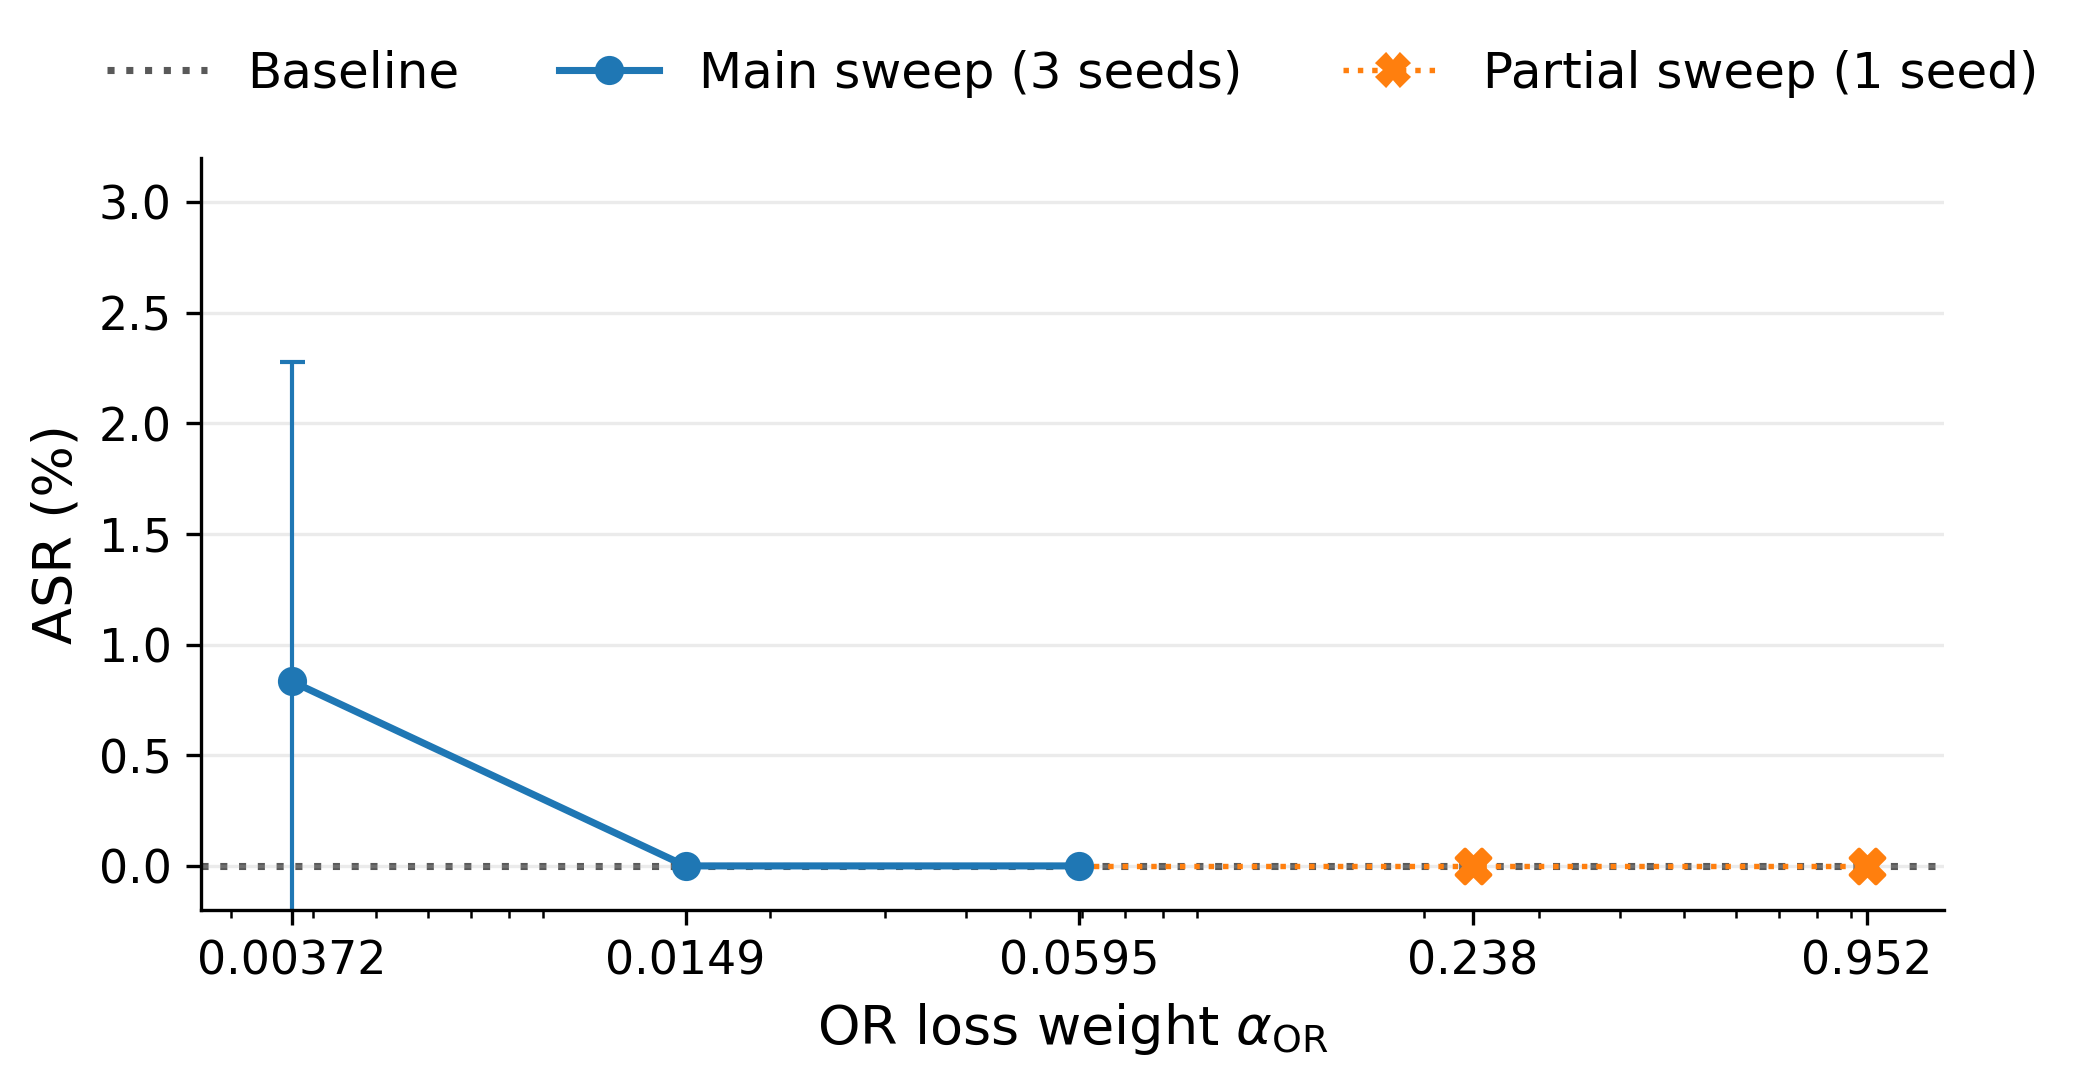 Baseline Main sweep (3 seeds) Partial sweep (1 seed)
3.0
2.5
2.0
1.5
1.0
0.5
0.0
ASR (%)
0.00372 0.0149 0.0595 0.238 0.952
OR loss weight α_OR